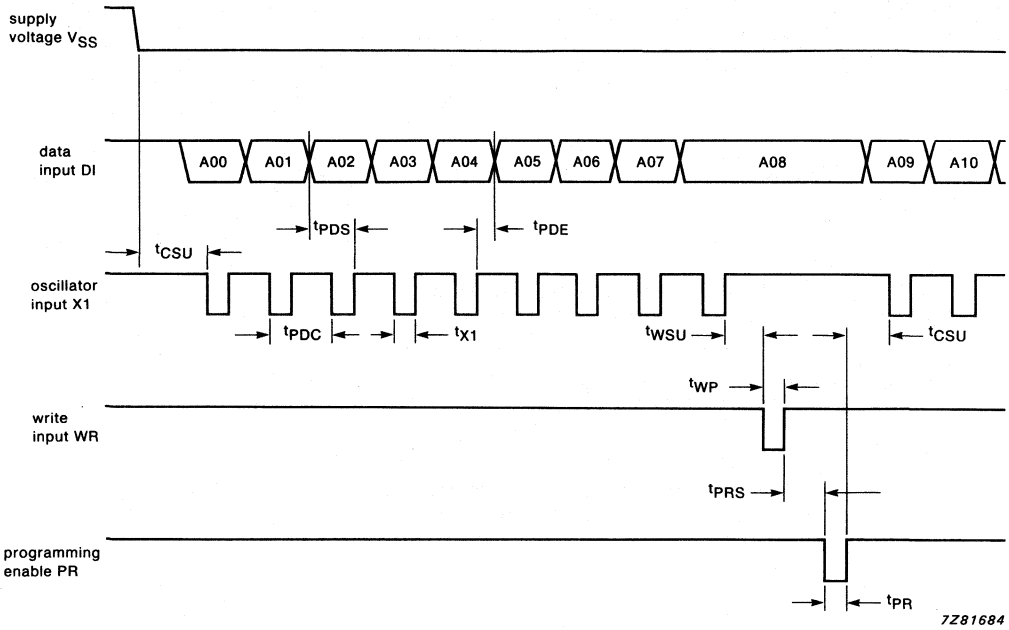 supply
voltage VSS
data
input DI
A00 A01 A02 A03 A04 A05 A06 A07 A08 A09 A10
tPDS tPDE
tCSU
oscillator
input X1
tPDC tX1 tWSU tCSU
tWP
write
input WR
tPRS
programming
enable PR
tPR
7Z81684